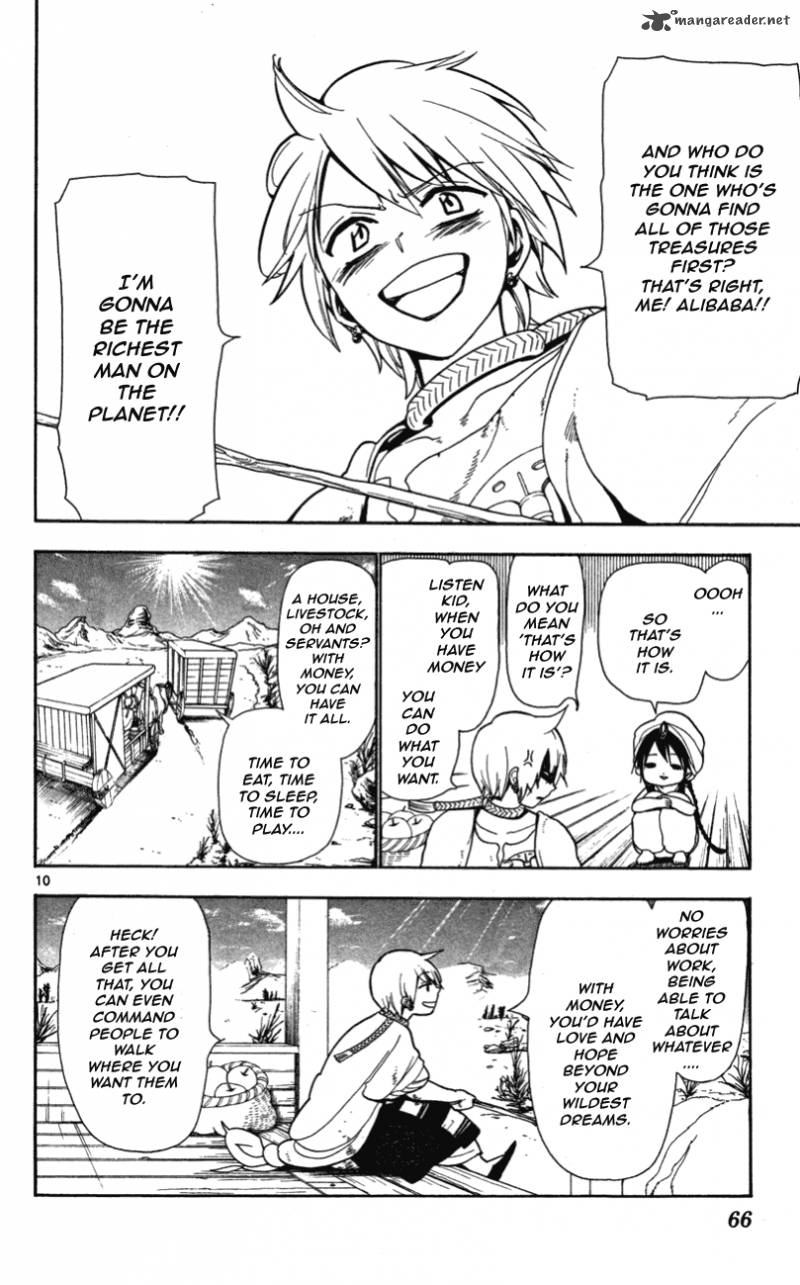 mangareader.net
AND WHO DO
YOU THINK IS
THE ONE WHO'S
GONNA FIND
ALL OF THOSE
TREASURES
FIRST?
THAT'S RIGHT,
ME! ALIBABA!!
I'M
GONNA
BE THE
RICHEST
MAN ON
THE
PLANET!!
OOOH
...
SO
THAT'S
HOW
IT IS.
WHAT
DO YOU
MEAN
'THAT'S
HOW
IT IS'?
LISTEN
KID,
WHEN
YOU
HAVE
MONEY
YOU
CAN
DO
WHAT
YOU
WANT.
A HOUSE,
LIVESTOCK,
OH AND
SERVANTS?
WITH
MONEY,
YOU CAN
HAVE
IT ALL.
TIME TO
EAT, TIME
TO SLEEP,
TIME TO
PLAY....
10
NO
WORRIES
ABOUT
WORK,
BEING
ABLE TO
TALK
ABOUT
WHATEVER
....
WITH
MONEY,
YOU'D HAVE
LOVE AND
HOPE
BEYOND
YOUR
WILDEST
DREAMS.
HECK!
AFTER YOU
GET ALL
THAT, YOU
CAN EVEN
COMMAND
PEOPLE TO
WALK
WHERE YOU
WANT THEM
TO.
66